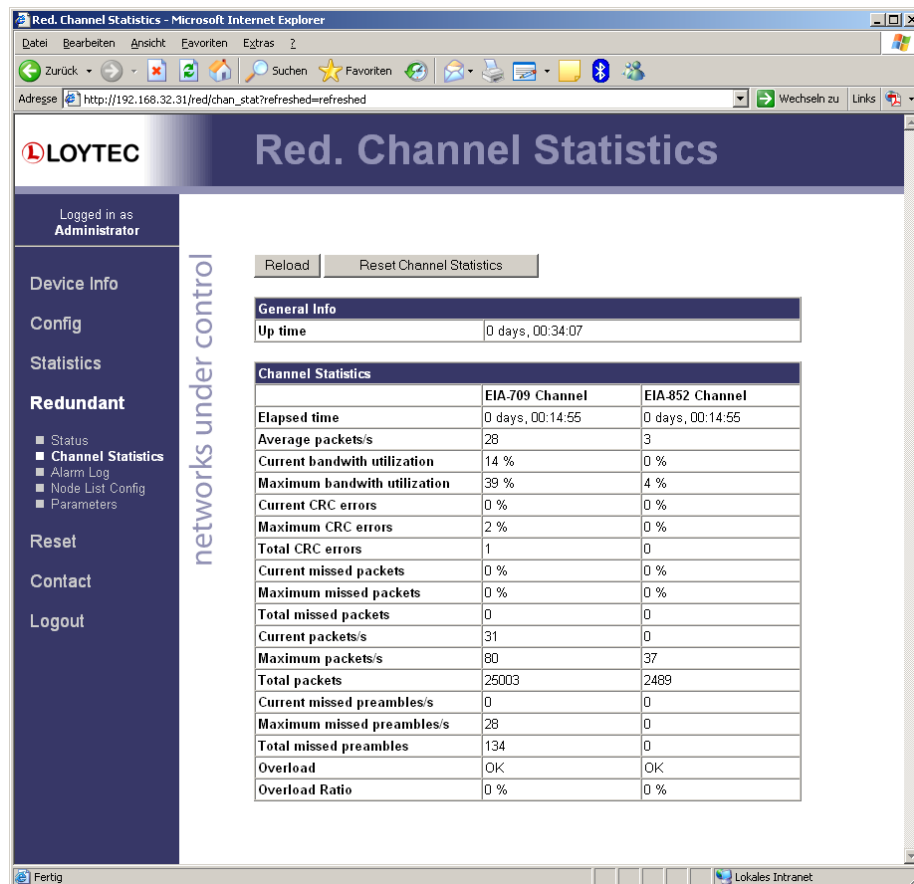 Red. Channel Statistics - Microsoft Internet Explorer
Datei Bearbeiten Ansicht Favoriten Extras ?
Zurück Suchen Favoriten
Adresse http://192.168.32.31/red/chan_stat?refreshed=refreshed Wechseln zu Links
LOYTEC
Red. Channel Statistics
Logged in as
Administrator
Device Info
Config
Statistics
Redundant
Status
Channel Statistics
Alarm Log
Node List Config
Parameters
Reset
Contact
Logout
networks under control
Reload Reset Channel Statistics
General Info
Up time 0 days, 00:34:07
Channel Statistics
EIA-709 Channel EIA-852 Channel
Elapsed time 0 days, 00:14:55 0 days, 00:14:55
Average packets/s 28 3
Current bandwith utilization 14 % 0 %
Maximum bandwith utilization 39 % 4 %
Current CRC errors 0 % 0 %
Maximum CRC errors 2 % 0 %
Total CRC errors 1 0
Current missed packets 0 % 0 %
Maximum missed packets 0 % 0 %
Total missed packets 0 0
Current packets/s 31 0
Maximum packets/s 80 37
Total packets 25003 2489
Current missed preambles/s 0 0
Maximum missed preambles/s 28 0
Total missed preambles 134 0
Overload OK OK
Overload Ratio 0 % 0 %
Fertig Lokales Intranet